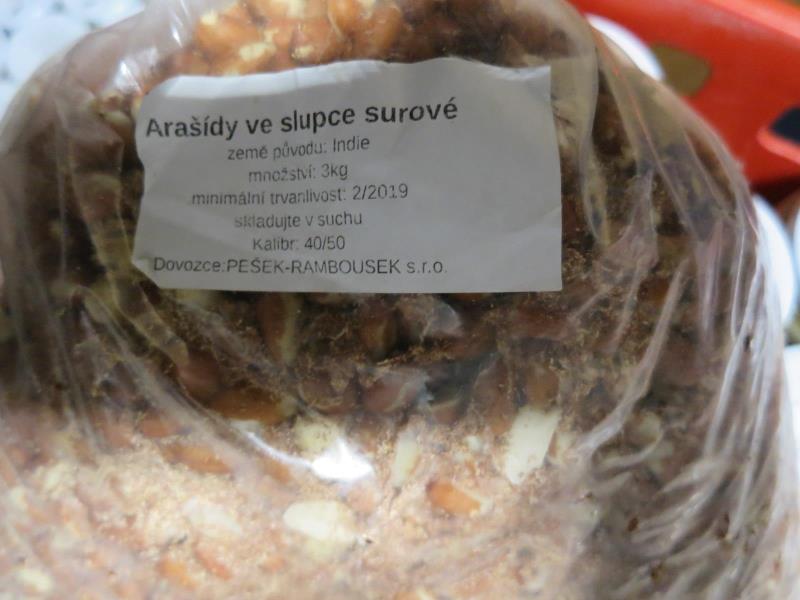 Arašídy ve slupce surové
země původu: Indie
množství: 3kg
minimální trvanlivost: 2/2019
skladujte v suchu
Kalibr: 40/50
Dovozce:PEŠEK-RAMBOUSEK s.r.o.